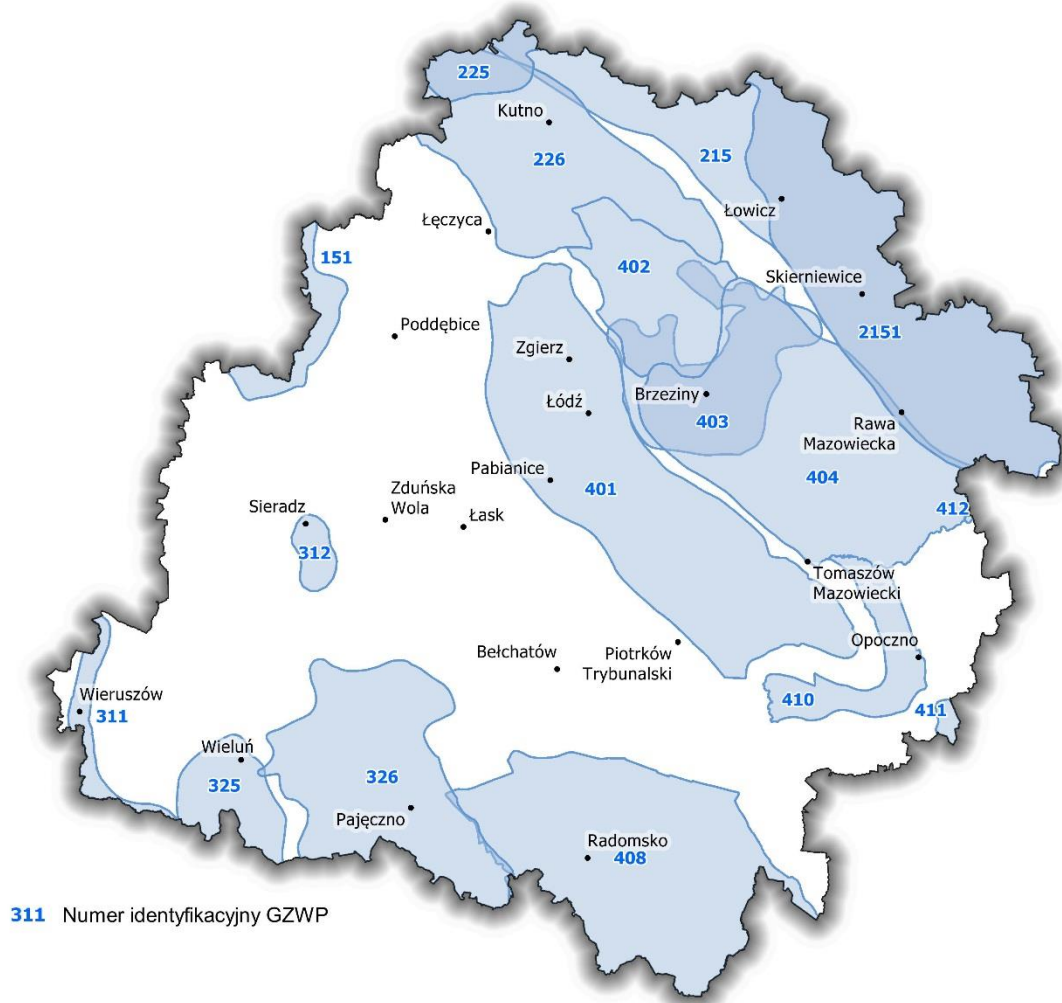 225
Kutno
226
215
Łowicz
Łęczyca
151
402
Skierniewice
2151
Poddębice
Zgierz
Łódź
Brzeziny
403
Rawa
Mazowiecka
404
Pabianice
401
Zduńska
Wola
Łask
Sieradz
312
412
Tomaszów
Mazowiecki
Opoczno
Bełchatów
Piotrków
Trybunalski
410
411
Wieruszów
311
Wieluń
325
326
Pajęczno
Radomsko
408
311 Numer identyfikacyjny GZWP